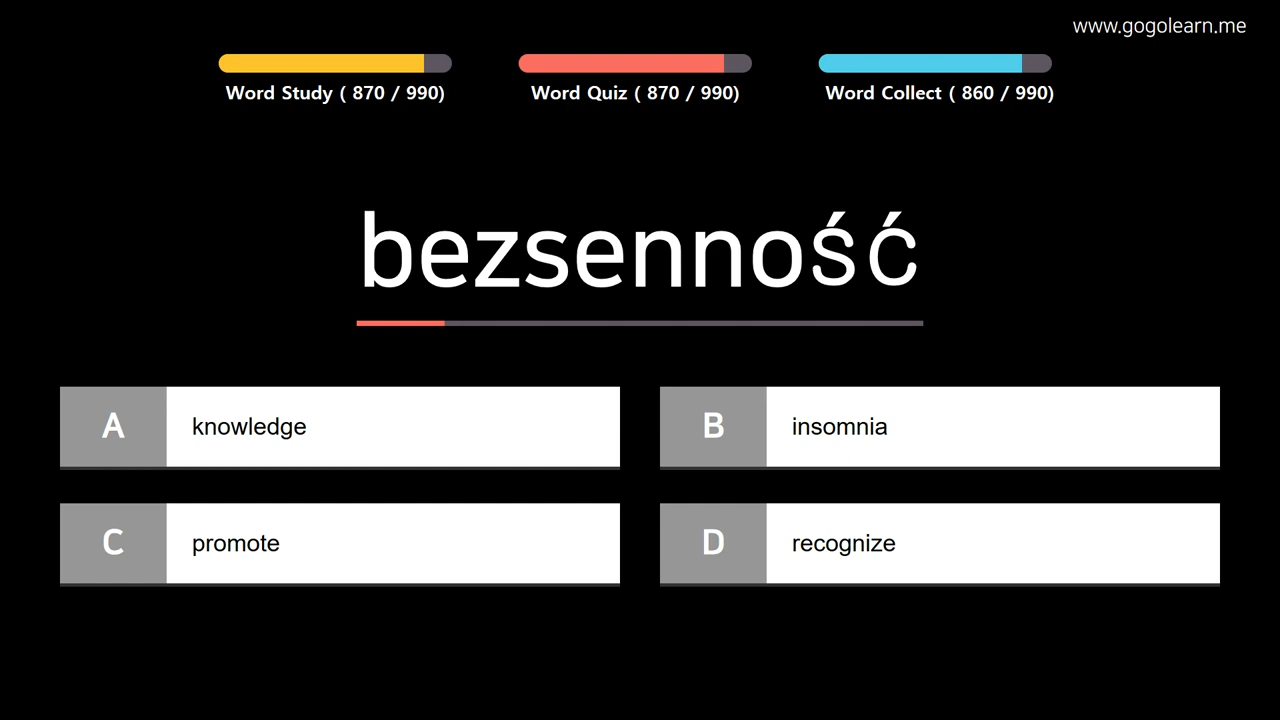 www.gogolearn.me
Word Study ( 870 / 990)
Word Quiz ( 870 / 990)
Word Collect ( 860 / 990)
bezsenność
A knowledge
B insomnia
C promote
D recognize